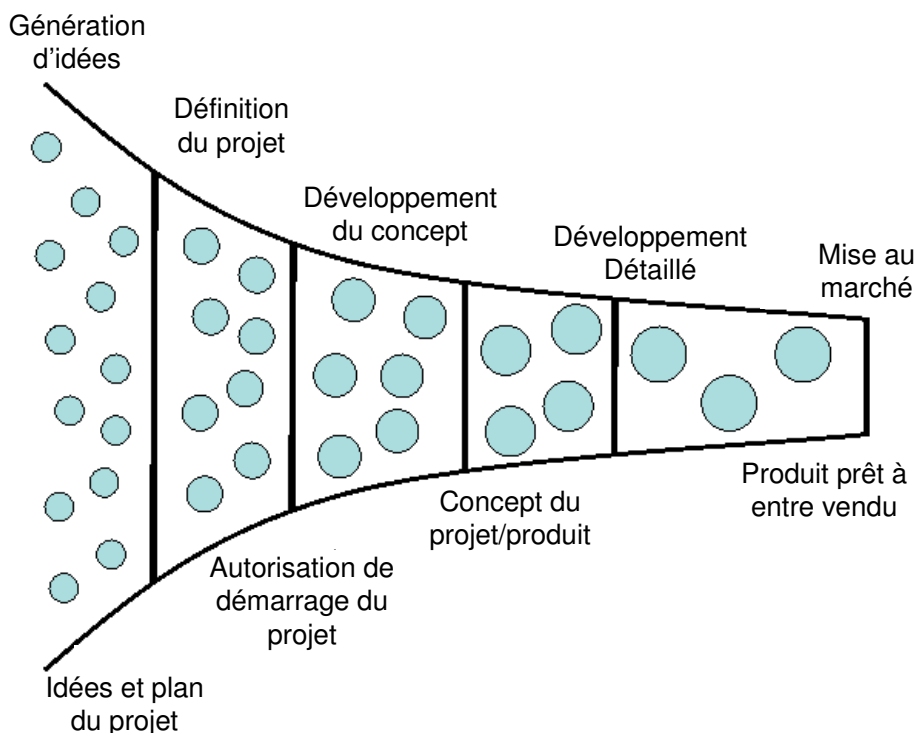 Génération
d'idées
Définition
du projet
Développement
du concept
Développement
Détaillé
Mise au
marché
Produit prêt à
entre vendu
Concept du
projet/produit
Autorisation de
démarrage du
projet
Idées et plan
du projet